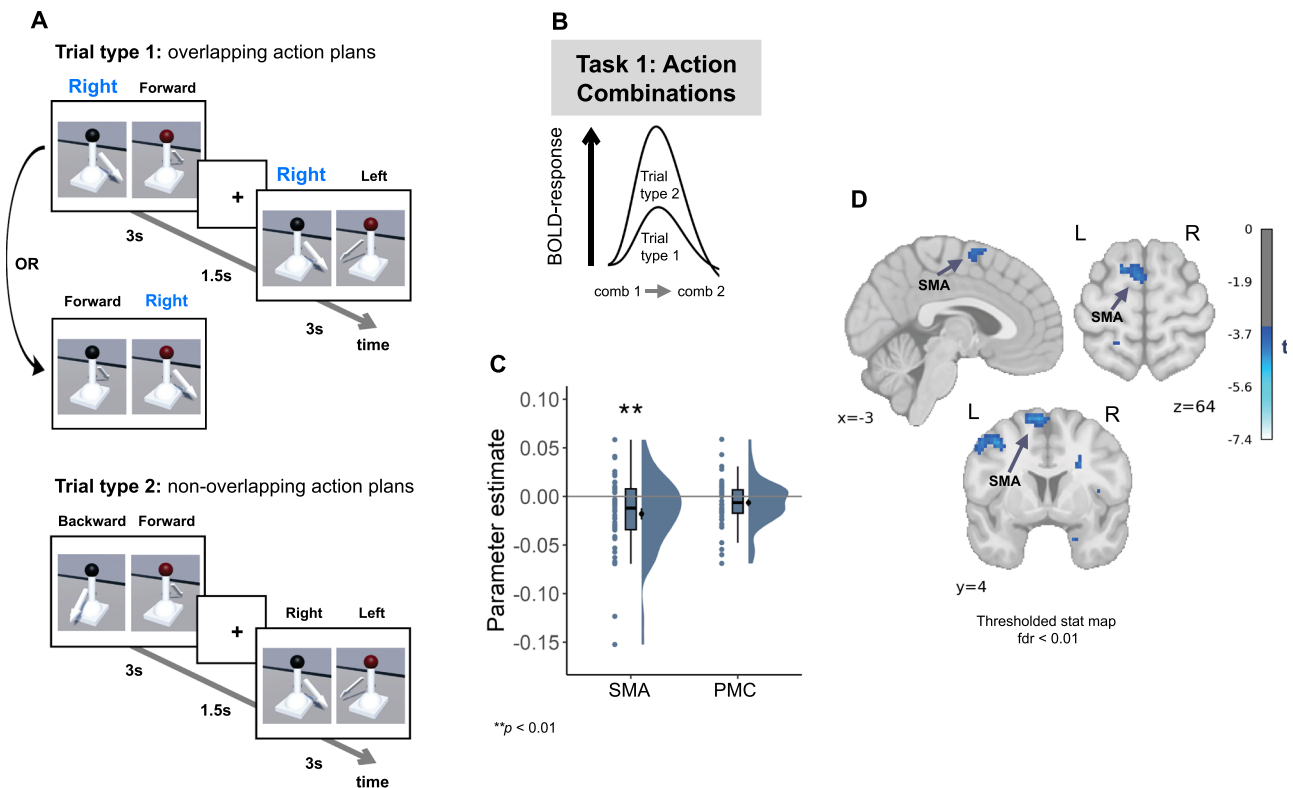 A
Trial type 1: overlapping action plans
Right Forward
+
Right Left
3s
1.5s
3s
time
OR
Forward Right
Trial type 2: non-overlapping action plans
Backward Forward
+
Right Left
3s
1.5s
3s
time
B
Task 1: Action
Combinations
BOLD-response
Trial
type 2
Trial
type 1
comb 1 comb 2
C
Parameter estimate
0.10
0.05
0.00
-0.05
-0.10
-0.15
**
SMA PMC
**p < 0.01
D
L R
SMA
SMA
x=-3
z=64
L R
SMA
y=4
0
-1.9
-3.7
-5.6
-7.4
t
Thresholded stat map
fdr < 0.01